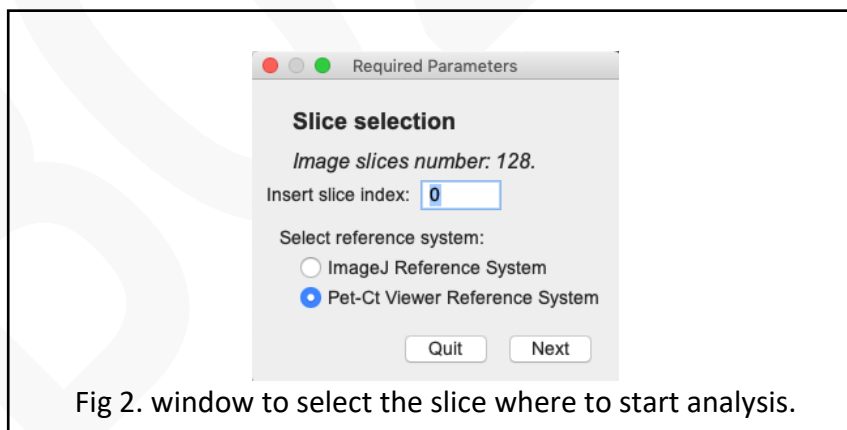 Required Parameters
Slice selection
Image slices number: 128.
Insert slice index: 0
Select reference system:
ImageJ Reference System
Pet-Ct Viewer Reference System
Quit Next
Fig 2. window to select the slice where to start analysis.